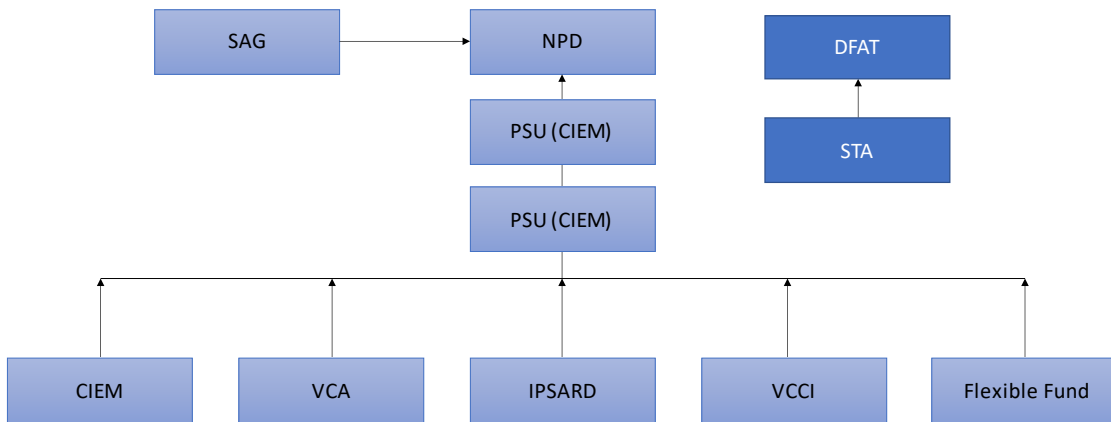 SAG
NPD
DFAT
PSU (CIEM)
STA
PSU (CIEM)
CIEM
VCA
IPSARD
VCCI
Flexible Fund